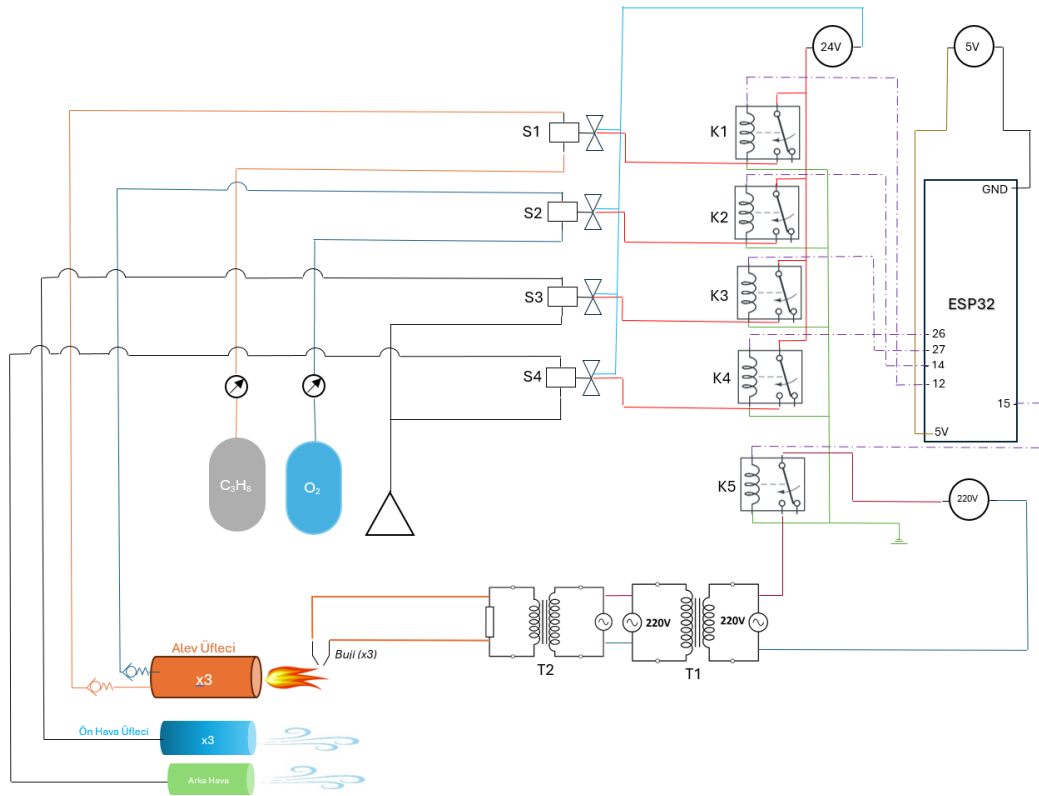 24V
5V
S1
K1
GND
S2
K2
S3
K3
ESP32
26
27
14
12
S4
K4
15
5V
C₃H₈
O₂
K5
220V
220V
220V
T2
T1
Alev Üfleci
x3
Buji (x3)
Ön Hava Üfleci
x3
Arka Hava